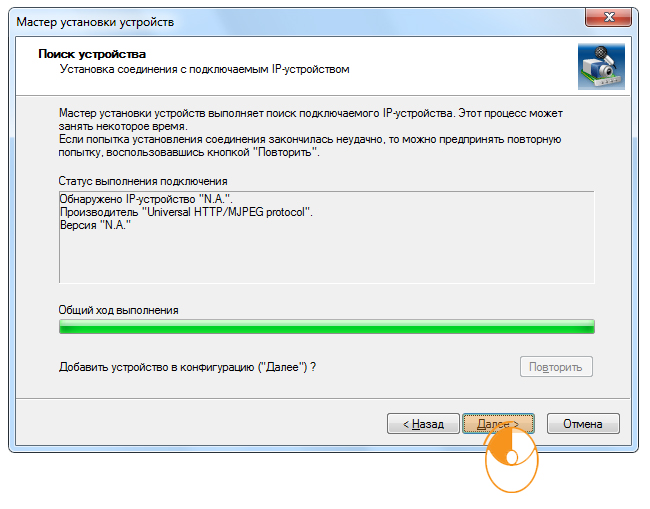 Мастер установки устройств
Поиск устройства
Установка соединения с подключаемым IP-устройством
Мастер установки устройств выполняет поиск подключаемого IP-устройства. Этот процесс может
занять некоторое время.
Если попытка установления соединения закончилась неудачно, то можно предпринять повторную
попытку, воспользовавшись кнопкой "Повторить".
Статус выполнения подключения
Обнаружено IP-устройство "N.A.".
Производитель "Universal HTTP/MJPEG protocol".
Версия "N.A."
Общий ход выполнения
Добавить устройство в конфигурацию ("Далее") ?
Повторить
< Назад
Далее >
Отмена